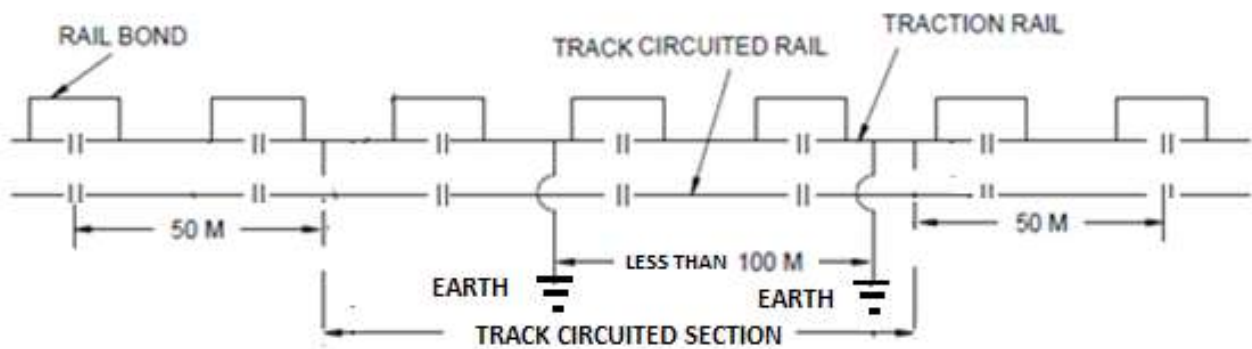 RAIL BOND
TRACK CIRCUITED RAIL
TRACTION RAIL
50 M
50 M
LESS THAN 100 M
EARTH
EARTH
TRACK CIRCUITED SECTION